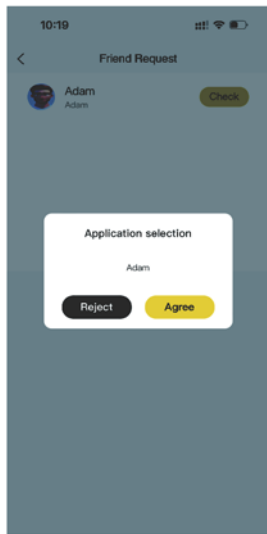 10:19
Friend Request
Adam
Adam
Check
Application selection
Adam
Reject
Agree